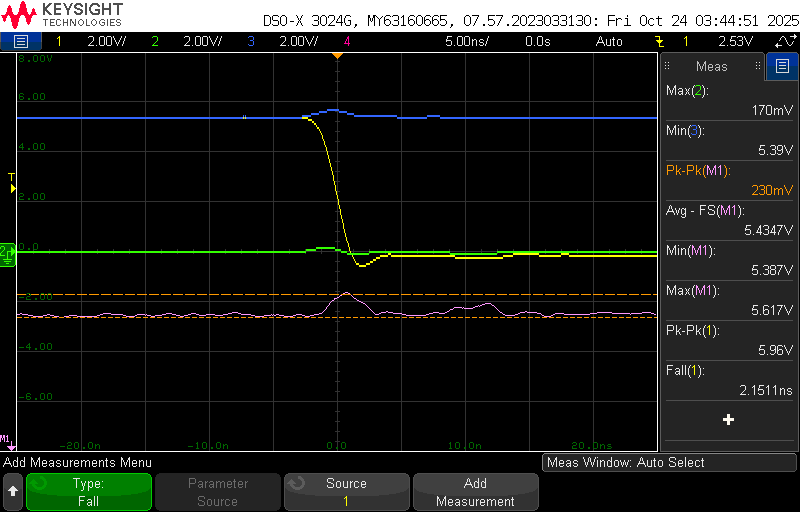 KEYSIGHT
TECHNOLOGIES
DSO-X 3024G, MY63160665, 07.57.2023033130: Fri Oct 24 03:44:51 2025
1 2.00V/ 2 2.00V/ 3 2.00V/ 4 5.00ns/ 0.0s Auto 1 2.53V
8.00V
6.00
4.00
2.00
0.0
-2.00
-4.00
-6.00
T
2
M1
-20.0n -10.0n 0.0 10.0n 20.0ns
Meas
Max(2):
170mV
Min(3):
5.39V
Pk-Pk(M1):
230mV
Avg - FS(M1):
5.4347V
Min(M1):
5.387V
Max(M1):
5.617V
Pk-Pk(1):
5.96V
Fall(1):
2.1511ns
Add Measurements Menu
Meas Window: Auto Select
Type:
Fall
Parameter
Source
Source
1
Add
Measurement